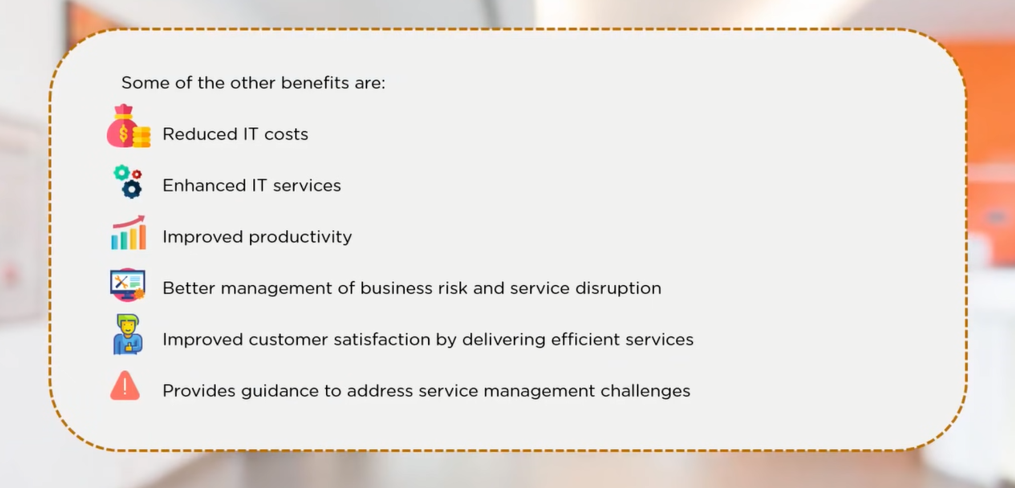 Some of the other benefits are:
$
Reduced IT costs
Enhanced IT services
Improved productivity
Better management of business risk and service disruption
Improved customer satisfaction by delivering efficient services
Provides guidance to address service management challenges